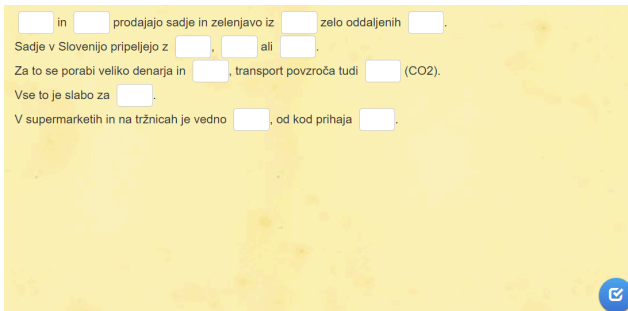 in prodajajo sadje in zelenjavo iz zelo oddaljenih .
Sadje v Slovenijo pripeljejo z , ali .
Za to se porabi veliko denarja in , transport povzroča tudi (CO2).
Vse to je slabo za .
V supermarketih in na tržnicah je vedno , od kod prihaja .